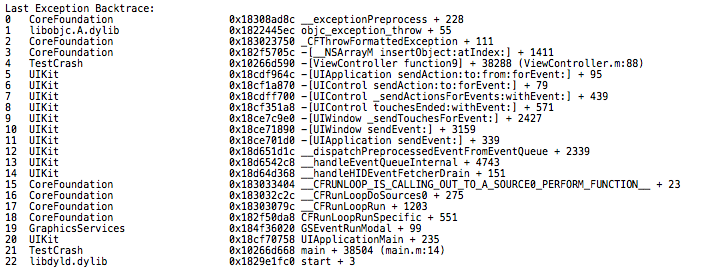 Last Exception Backtrace:
0 CoreFoundation 0x18308ad8c __exceptionPreprocess + 228
1 libobjc.A.dylib 0x1822445ec objc_exception_throw + 55
2 CoreFoundation 0x183023750 _CFThrowFormattedException + 111
3 CoreFoundation 0x182f5705c -[__NSArrayM insertObject:atIndex:] + 1411
4 TestCrash 0x10266d590 -[ViewController function9] + 38288 (ViewController.m:88)
5 UIKit 0x18cdf964c -[UIApplication sendAction:to:from:forEvent:] + 95
6 UIKit 0x18cf1a870 -[UIControl sendAction:to:forEvent:] + 79
7 UIKit 0x18cdff700 -[UIControl _sendActionsForEvents:withEvent:] + 439
8 UIKit 0x18cf351a8 -[UIControl touchesEnded:withEvent:] + 571
9 UIKit 0x18ce7c9e0 -[UIWindow _sendTouchesForEvent:] + 2427
10 UIKit 0x18ce71890 -[UIWindow sendEvent:] + 3159
11 UIKit 0x18ce701d0 -[UIApplication sendEvent:] + 339
12 UIKit 0x18d651d1c __dispatchPreprocessedEventFromEventQueue + 2339
13 UIKit 0x18d6542c8 __handleEventQueueInternal + 4743
14 UIKit 0x18d64d368 __handleHIDEventFetcherDrain + 151
15 CoreFoundation 0x183033404 __CFRUNLOOP_IS_CALLING_OUT_TO_A_SOURCE0_PERFORM_FUNCTION__ + 23
16 CoreFoundation 0x183032c2c __CFRunLoopDoSources0 + 275
17 CoreFoundation 0x18303079c __CFRunLoopRun + 1203
18 CoreFoundation 0x182f50da8 CFRunLoopRunSpecific + 551
19 GraphicsServices 0x184f36020 GSEventRunModal + 99
20 UIKit 0x18cf70758 UIApplicationMain + 235
21 TestCrash 0x10266d668 main + 38504 (main.m:14)
22 libdyld.dylib 0x1829e1fc0 start + 3